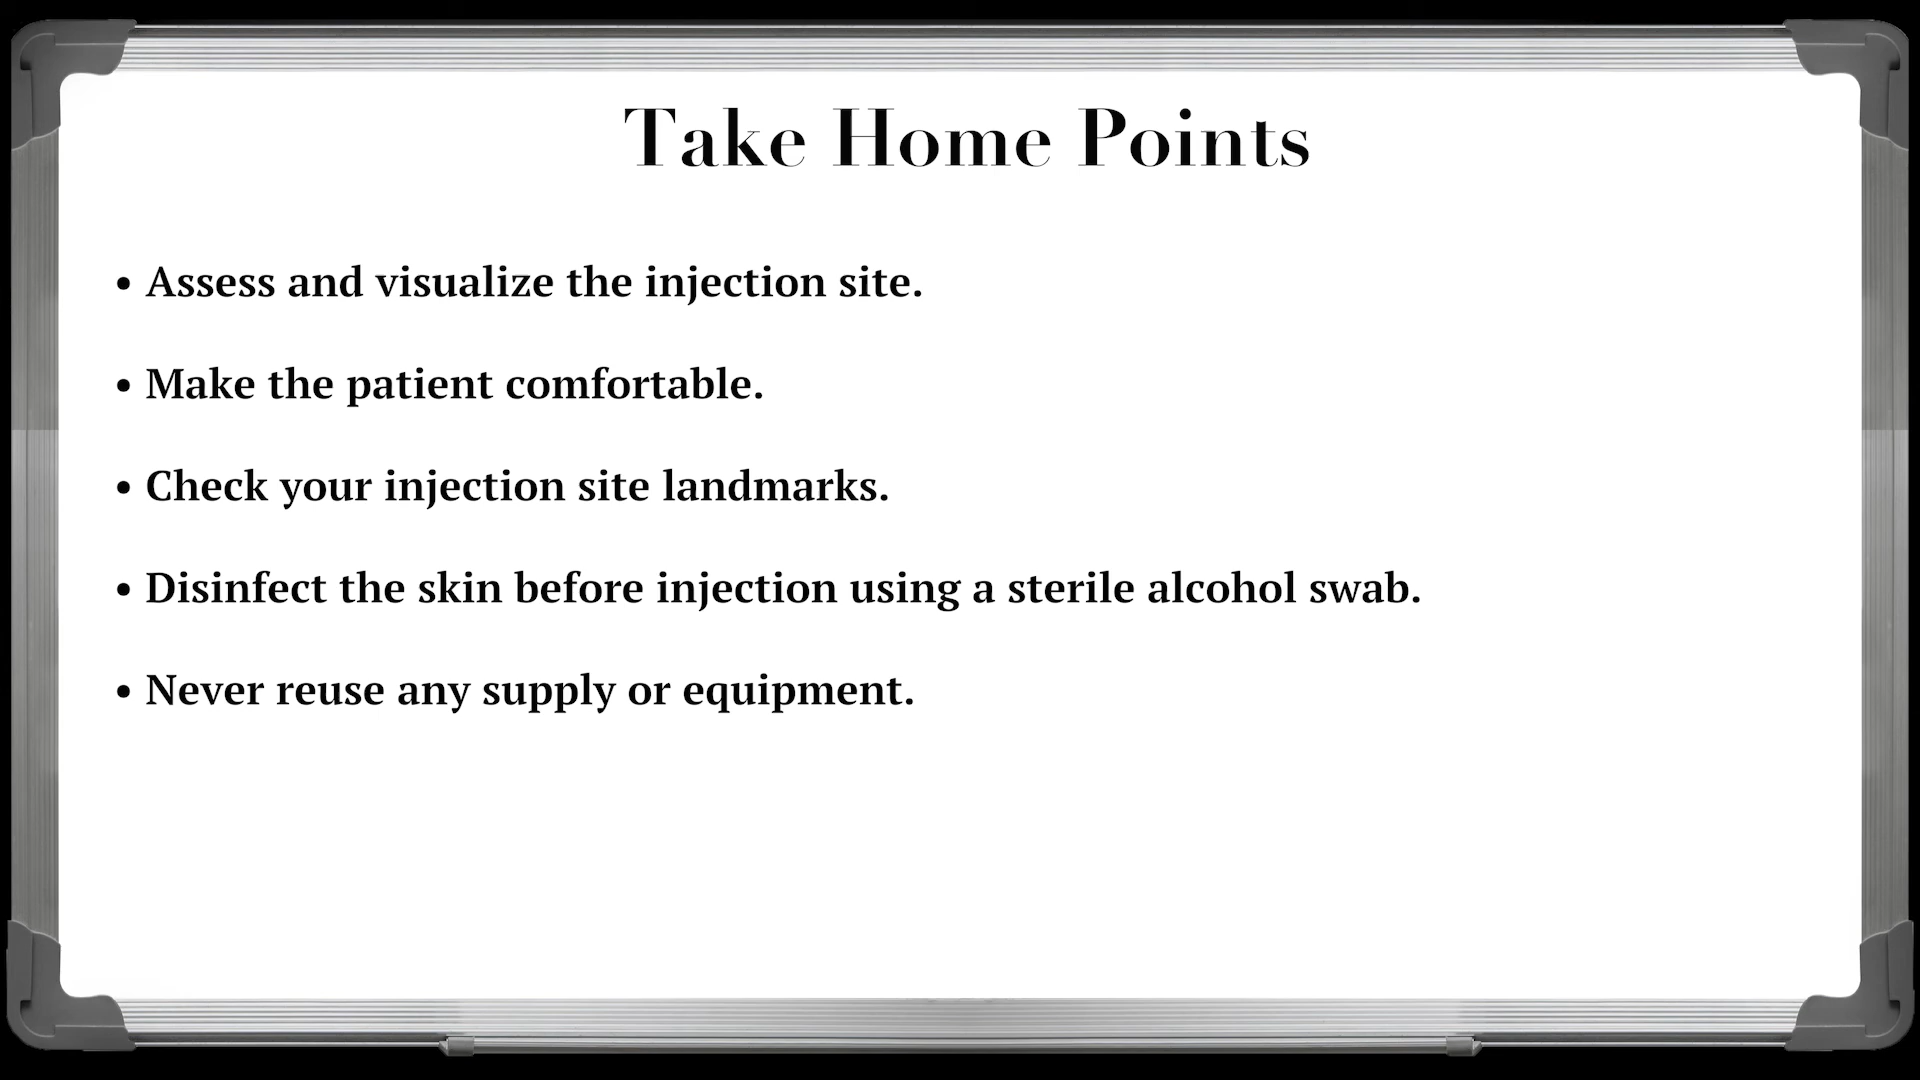 Take Home Points
• Assess and visualize the injection site.
• Make the patient comfortable.
• Check your injection site landmarks.
• Disinfect the skin before injection using a sterile alcohol swab.
• Never reuse any supply or equipment.